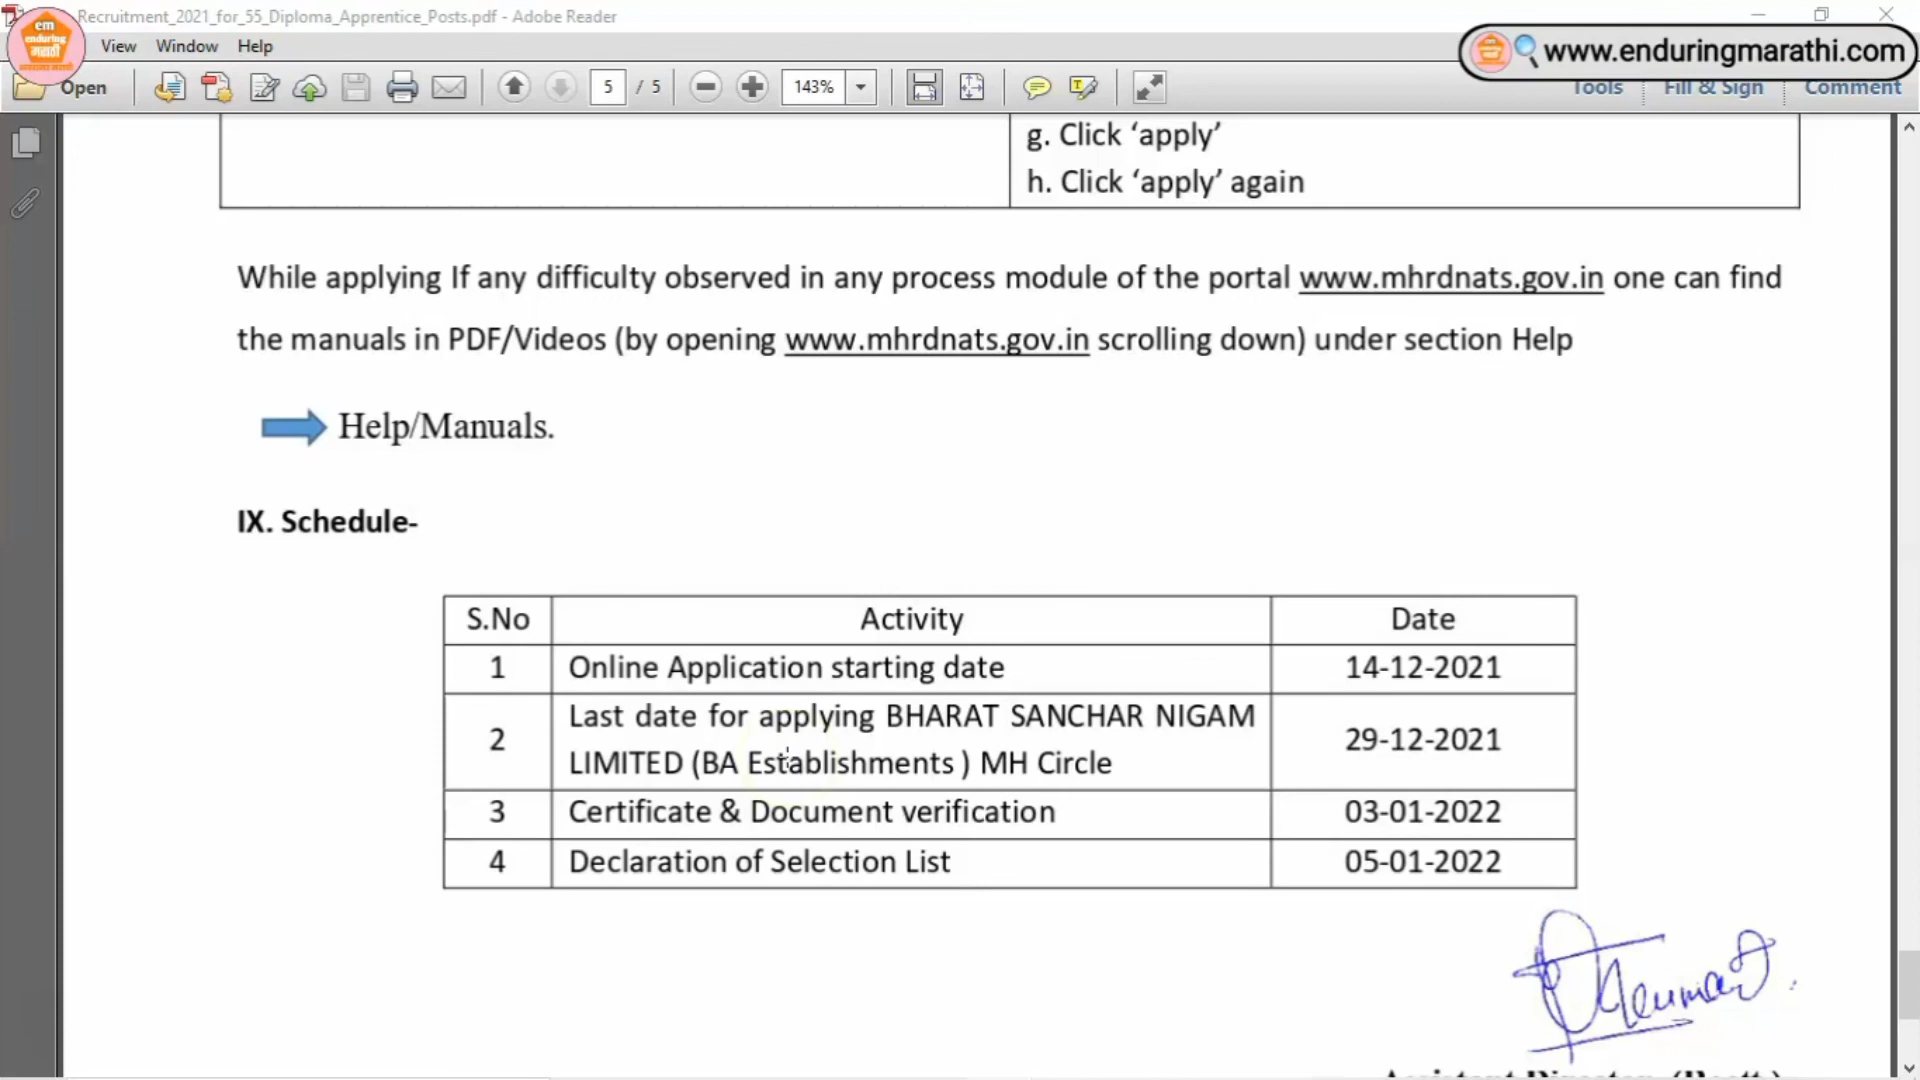 Recruitment_2021_for_55_Diploma_Apprentice_Posts.pdf - Adobe Reader
em
enduring
मराठी
View Window Help
www.enduringmarathi.com
Open 5 / 5 143% Tools Fill & Sign Comment
g. Click ‘apply’
h. Click ‘apply’ again
While applying If any difficulty observed in any process module of the portal www.mhrdnats.gov.in one can find
the manuals in PDF/Videos (by opening www.mhrdnats.gov.in scrolling down) under section Help
Help/Manuals.
IX. Schedule-
S.No Activity Date
1 Online Application starting date 14-12-2021
2 Last date for applying BHARAT SANCHAR NIGAM
LIMITED (BA Establishments ) MH Circle 29-12-2021
3 Certificate & Document verification 03-01-2022
4 Declaration of Selection List 05-01-2022